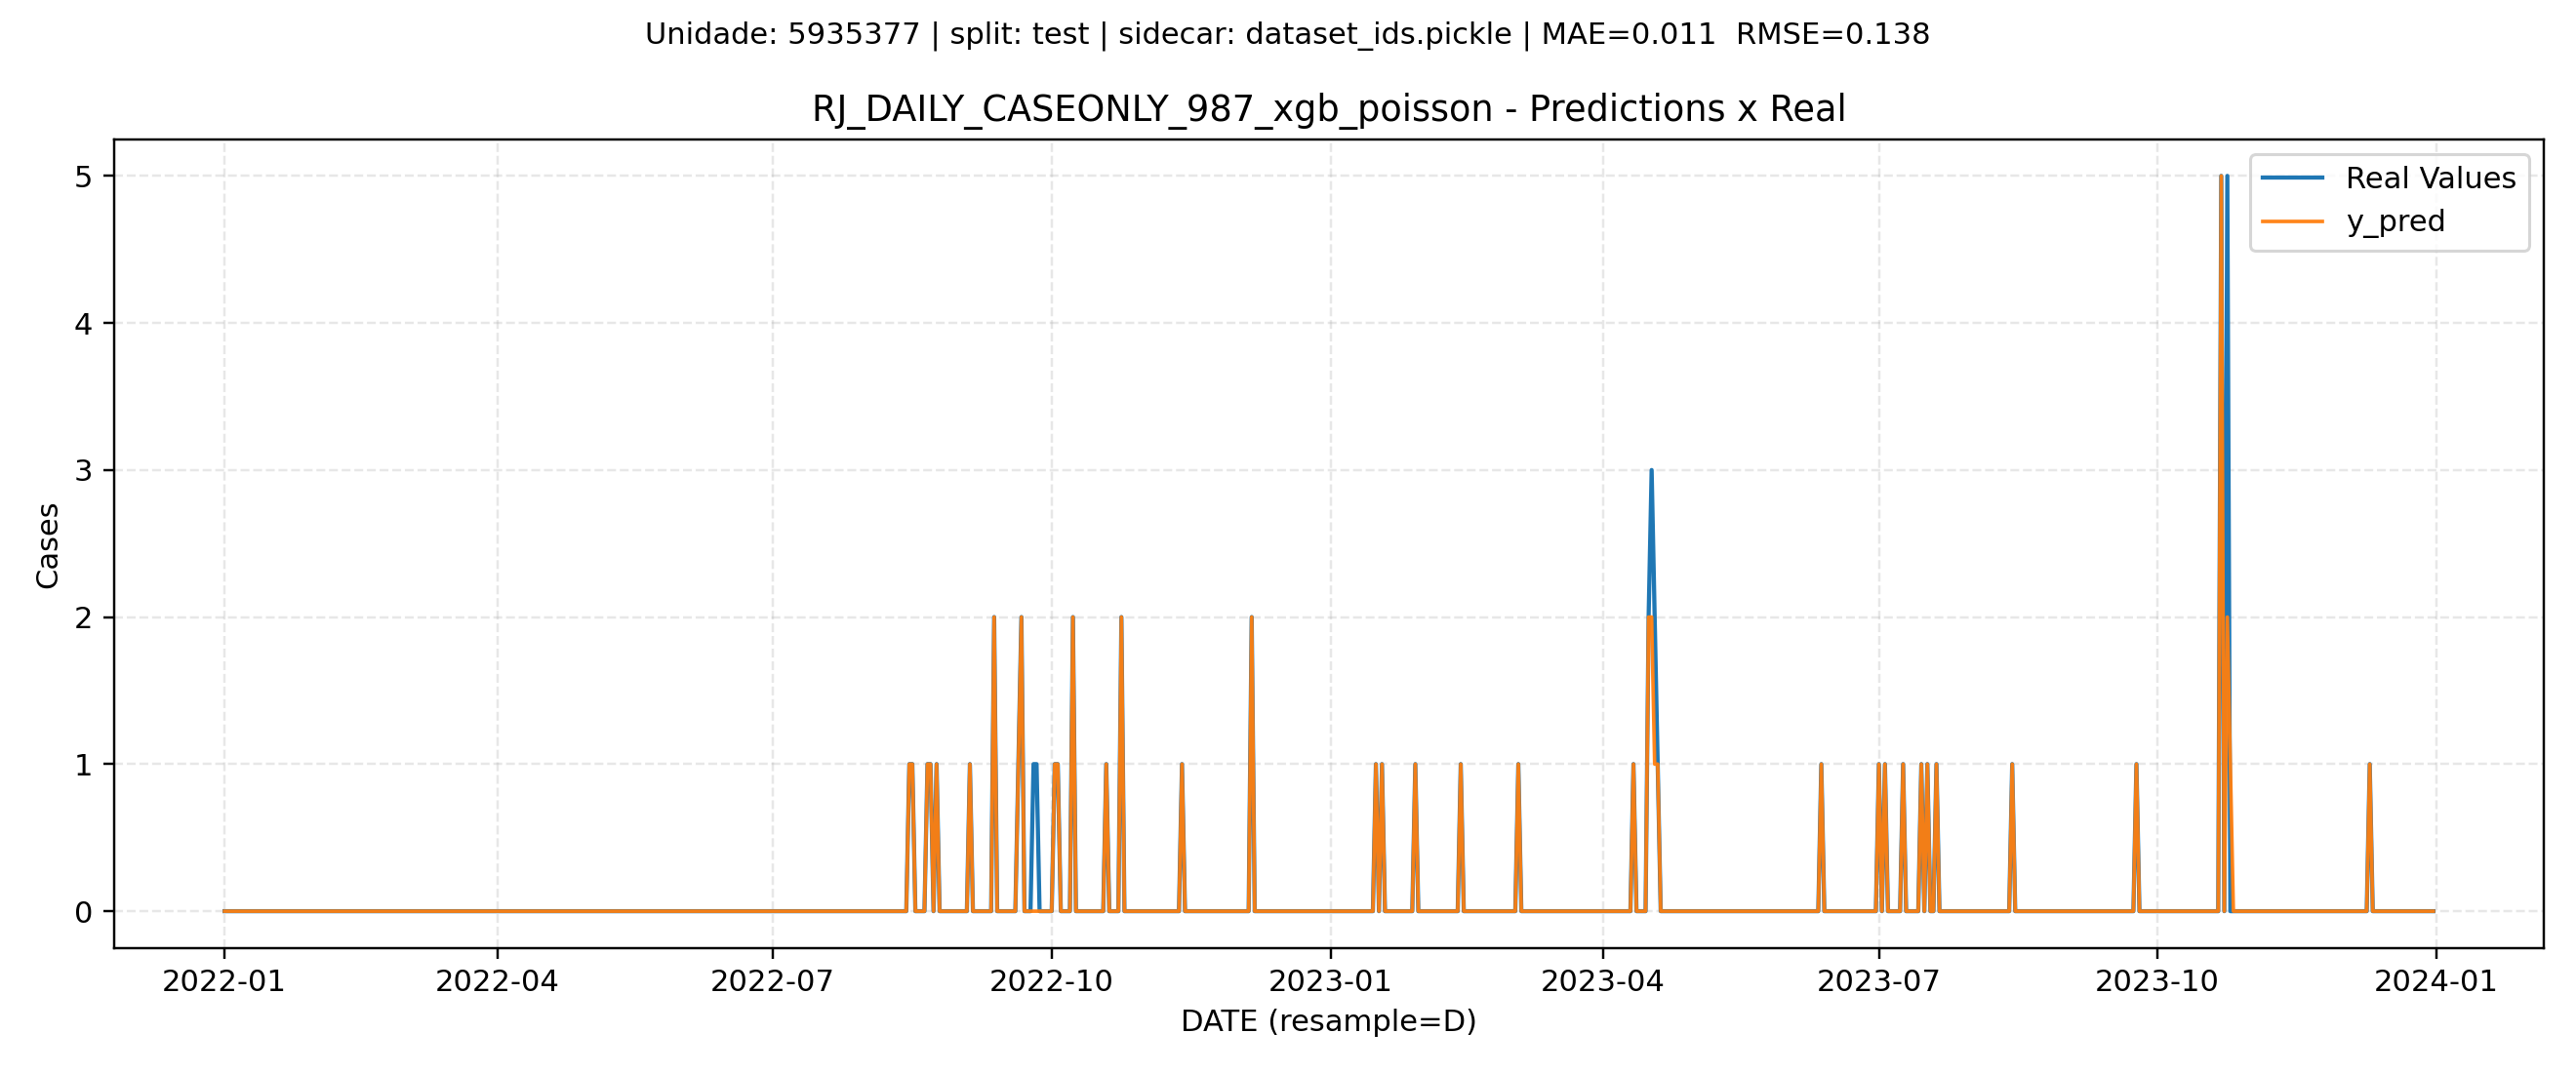 Unidade: 5935377 | split: test | sidecar: dataset_ids.pickle | MAE=0.011  RMSE=0.138
RJ_DAILY_CASEONLY_987_xgb_poisson - Predictions x Real
Real Values
y_pred
Cases
5
4
3
2
1
0
2022-01 2022-04 2022-07 2022-10 2023-01 2023-04 2023-07 2023-10 2024-01
DATE (resample=D)